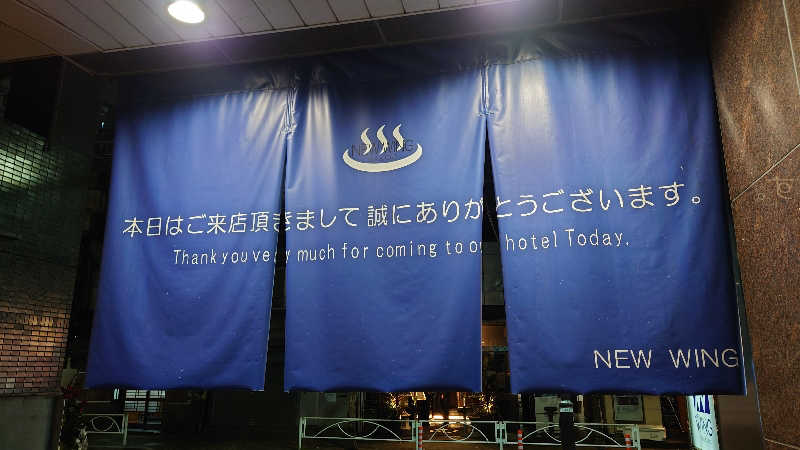 NEW WING
本日はご来店頂きまして 誠にありがとうございます。
Thank you very much for coming to our hotel Today.
NEW WING